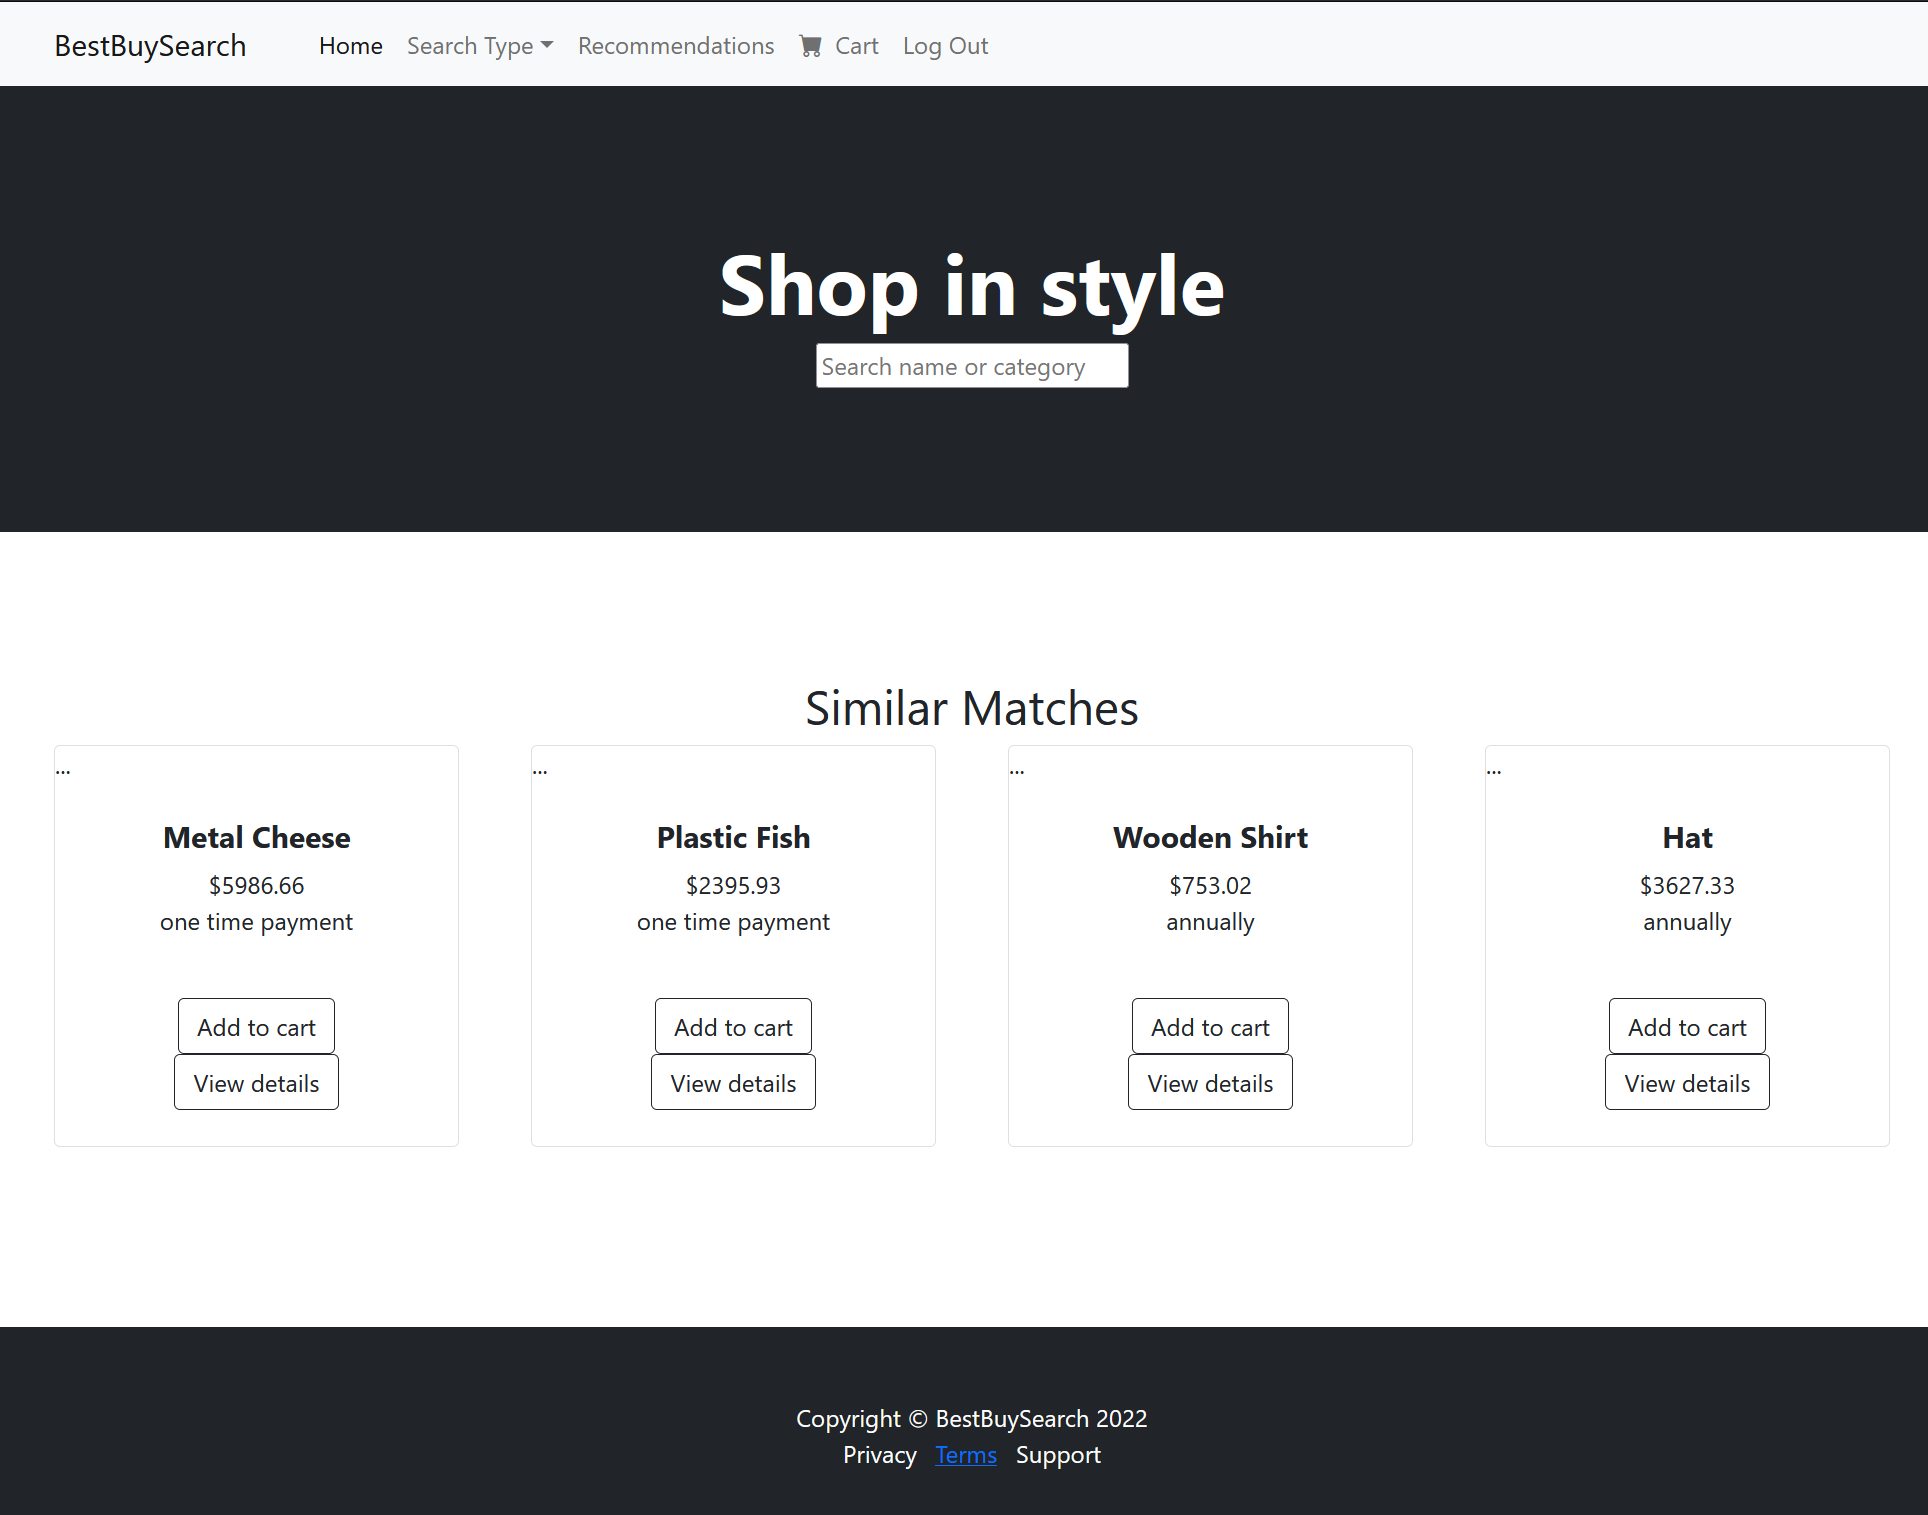 BestBuySearch Home Search Type Recommendations Cart Log Out
Shop in style
Search name or category
Similar Matches
... ... ... ...
Metal Cheese Plastic Fish Wooden Shirt Hat
$5986.66 $2395.93 $753.02 $3627.33
one time payment one time payment annually annually
Add to cart Add to cart Add to cart Add to cart
View details View details View details View details
Copyright © BestBuySearch 2022
Privacy Terms Support